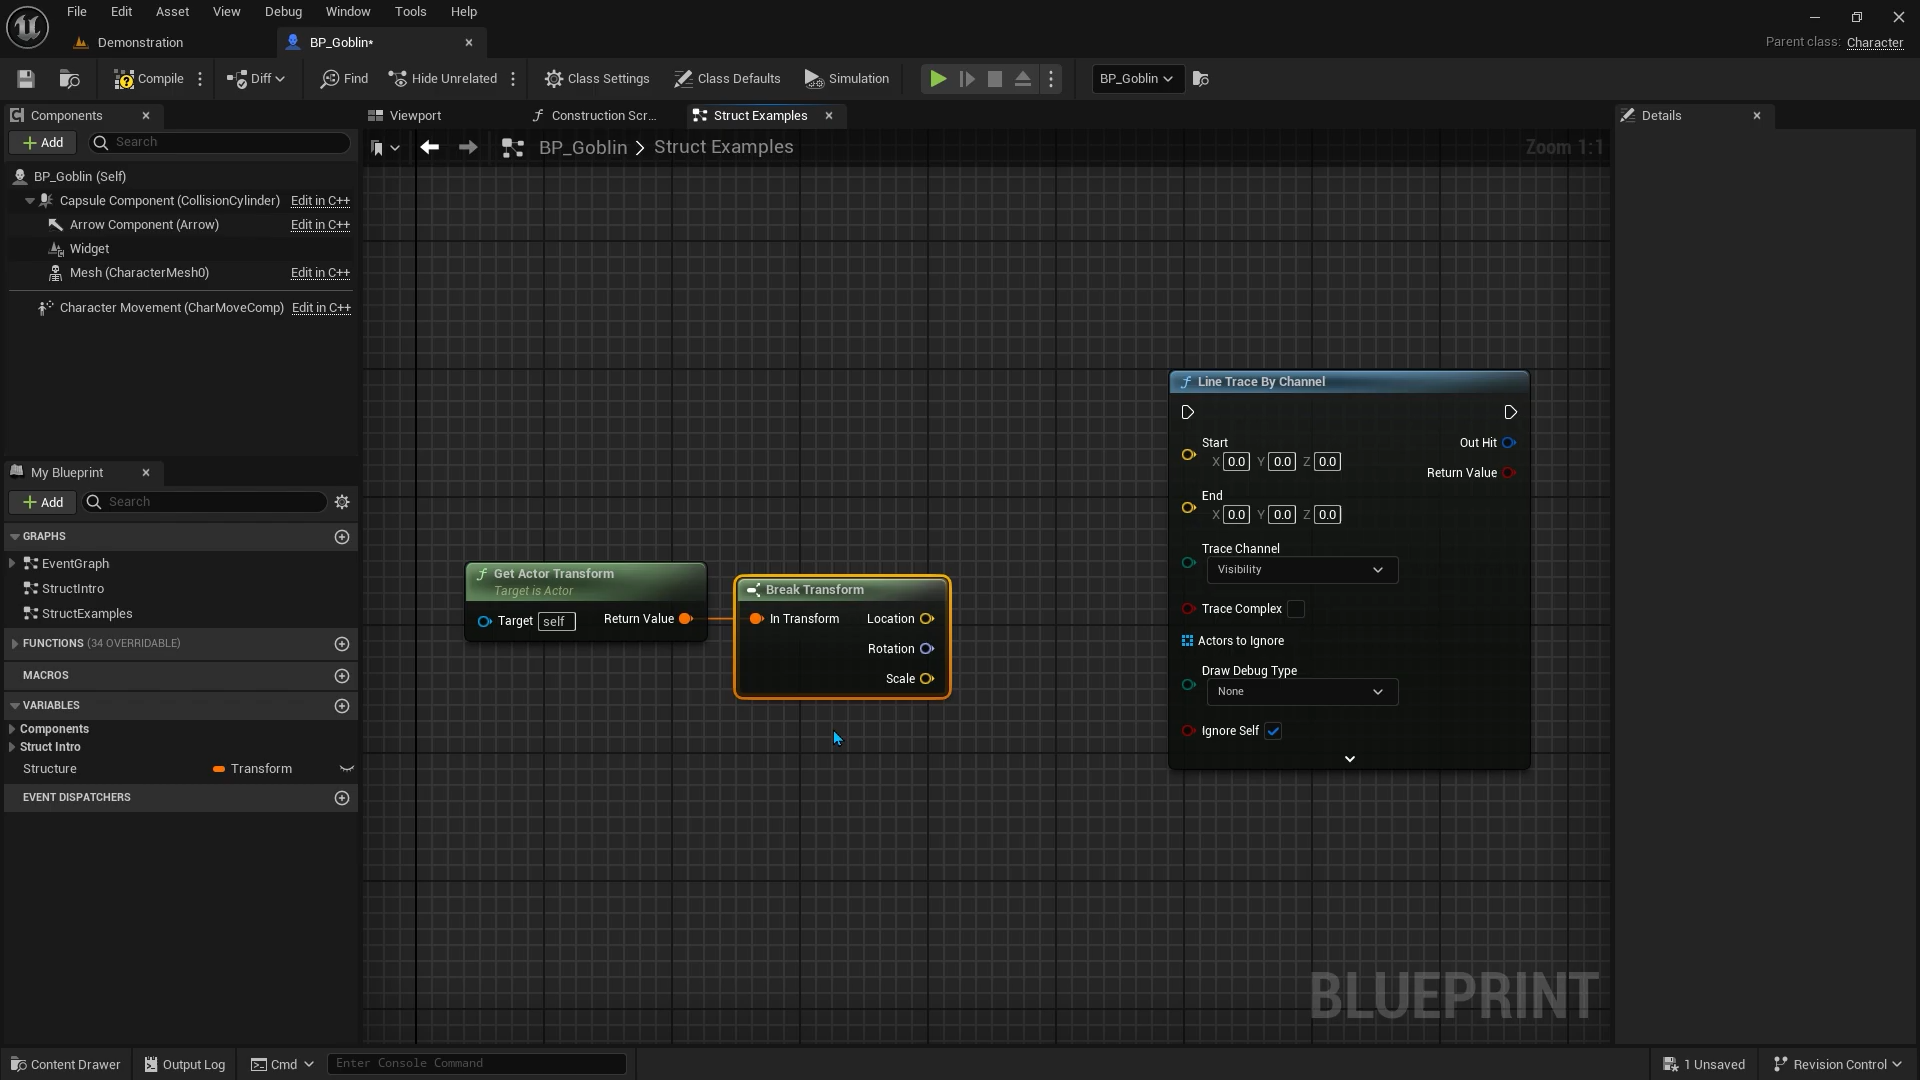 File Edit Asset View Debug Window Tools Help
Demonstration
BP_Goblin*
Parent class: Character
Compile
Diff
Find
Hide Unrelated
Class Settings
Class Defaults
Simulation
BP_Goblin
Components
Viewport
Construction Scr...
Struct Examples
Details
Add
Search
BP_Goblin > Struct Examples
Zoom 1:1
BP_Goblin (Self)
Capsule Component (CollisionCylinder) Edit in C++
Arrow Component (Arrow) Edit in C++
Widget
Mesh (CharacterMesh0) Edit in C++
Character Movement (CharMoveComp) Edit in C++
My Blueprint
Add
Search
GRAPHS
EventGraph
StructIntro
StructExamples
FUNCTIONS (34 OVERRIDABLE)
MACROS
VARIABLES
Components
Struct Intro
Structure Transform
EVENT DISPATCHERS
Get Actor Transform
Target is Actor
Target self Return Value
Break Transform
In Transform Location
Rotation
Scale
Line Trace By Channel
Start Out Hit
X 0.0 Y 0.0 Z 0.0
Return Value
End
X 0.0 Y 0.0 Z 0.0
Trace Channel
Visibility
Trace Complex
Actors to Ignore
Draw Debug Type
None
Ignore Self
BLUEPRINT
Content Drawer
Output Log
Cmd
Enter Console Command
1 Unsaved
Revision Control